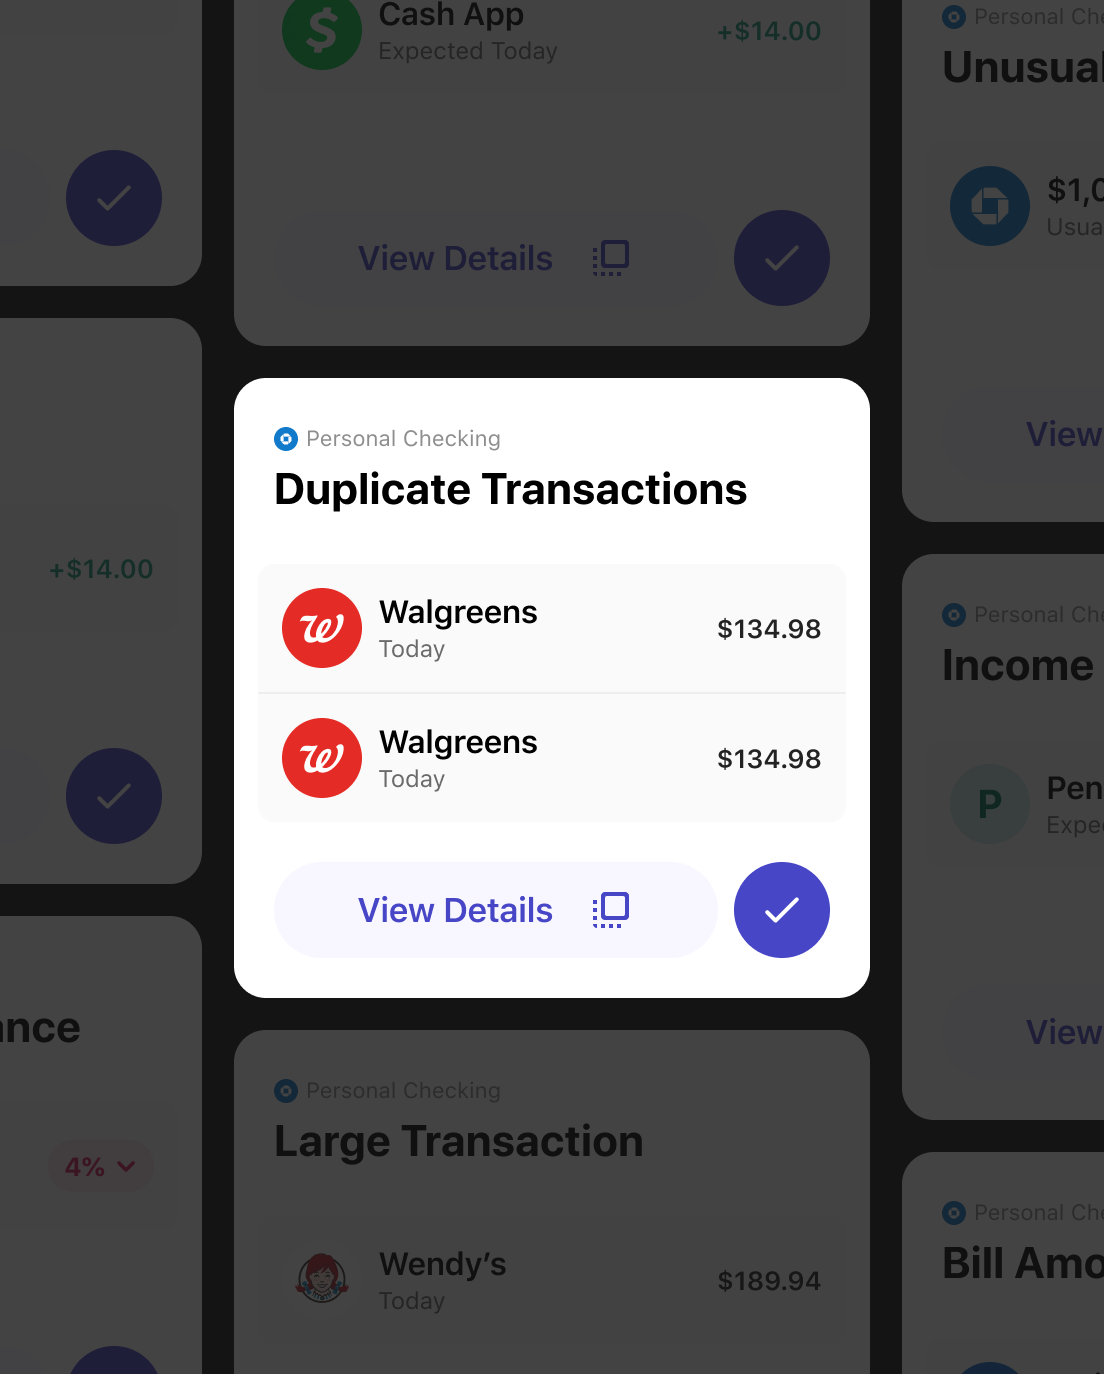 Cash App
Expected Today
+$14.00
View Details
Personal Checking
Duplicate Transactions
Walgreens
Today
$134.98
Walgreens
Today
$134.98
View Details
Personal Checking
Large Transaction
Wendy’s
Today
$189.94
+$14.00
ance
4%
Personal Che
Unusual
$1,0
Usua
View
Personal Che
Income
P
Pen
Expec
View
Personal Che
Bill Amo